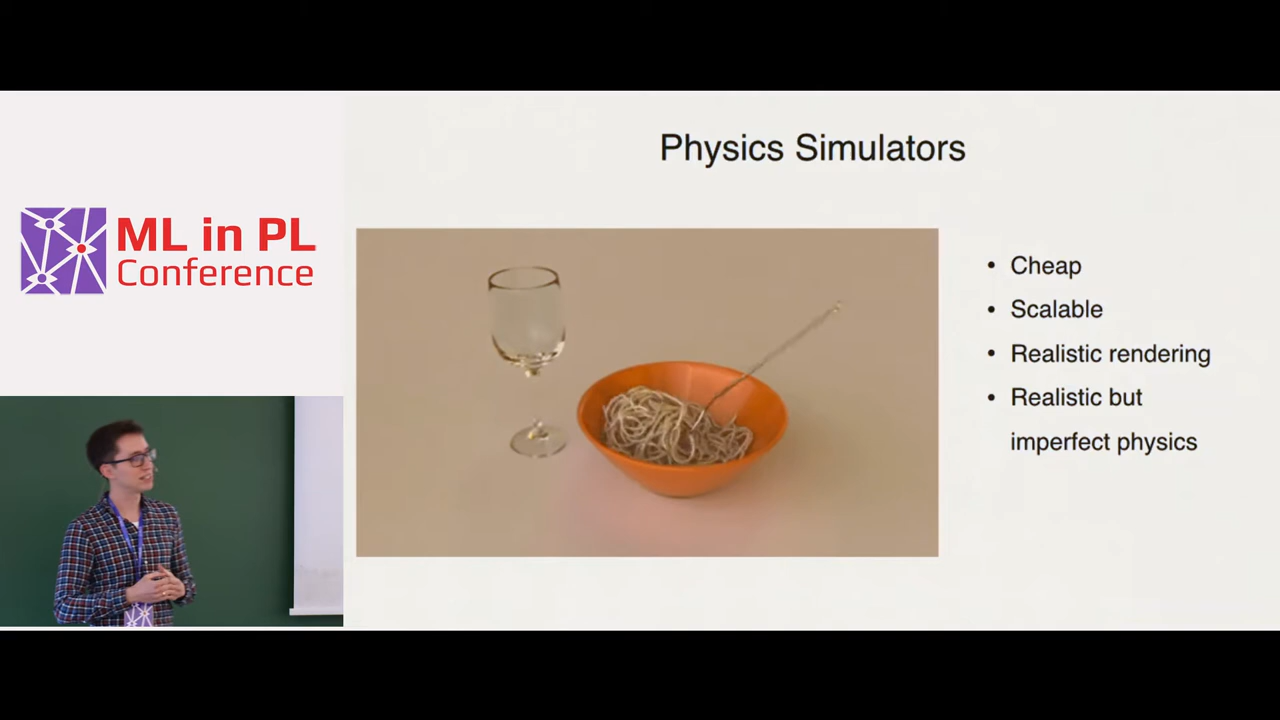 ML in PL
Conference
Physics Simulators
• Cheap
• Scalable
• Realistic rendering
• Realistic but
imperfect physics